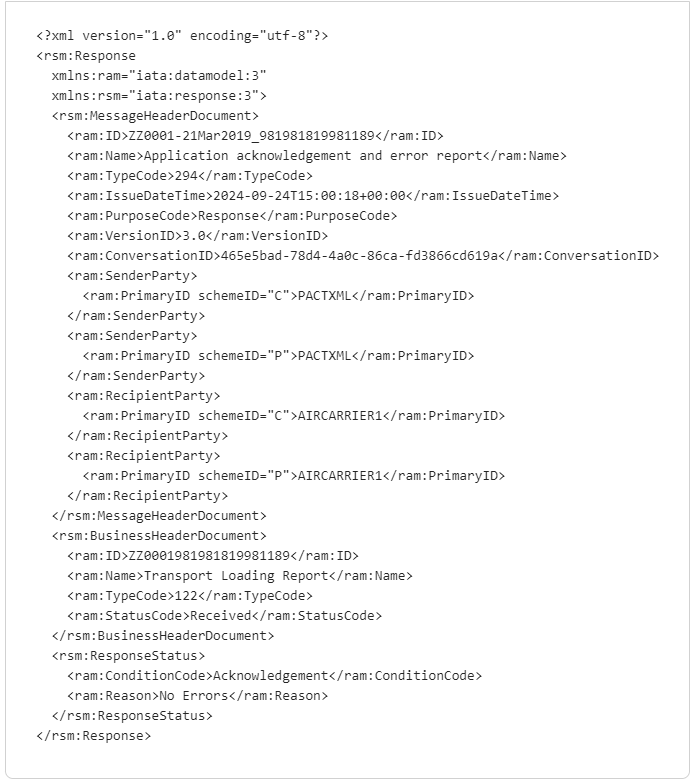 <?xml version="1.0" encoding="utf-8"?>
<rsm:Response
  xmlns:ram="iata:datamodel:3"
  xmlns:rsm="iata:response:3">
  <rsm:MessageHeaderDocument>
    <ram:ID>ZZ0001-21Mar2019_981981819981189</ram:ID>
    <ram:Name>Application acknowledgement and error report</ram:Name>
    <ram:TypeCode>294</ram:TypeCode>
    <ram:IssueDateTime>2024-09-24T15:00:18+00:00</ram:IssueDateTime>
    <ram:PurposeCode>Response</ram:PurposeCode>
    <ram:VersionID>3.0</ram:VersionID>
    <ram:ConversationID>465e5bad-78d4-4a0c-86ca-fd3866cd619a</ram:ConversationID>
    <ram:SenderParty>
      <ram:PrimaryID schemeID="C">PACTXML</ram:PrimaryID>
    </ram:SenderParty>
    <ram:SenderParty>
      <ram:PrimaryID schemeID="P">PACTXML</ram:PrimaryID>
    </ram:SenderParty>
    <ram:RecipientParty>
      <ram:PrimaryID schemeID="C">AIRCARRIER1</ram:PrimaryID>
    </ram:RecipientParty>
    <ram:RecipientParty>
      <ram:PrimaryID schemeID="P">AIRCARRIER1</ram:PrimaryID>
    </ram:RecipientParty>
  </rsm:MessageHeaderDocument>
  <rsm:BusinessHeaderDocument>
    <ram:ID>ZZ0001981981819981189</ram:ID>
    <ram:Name>Transport Loading Report</ram:Name>
    <ram:TypeCode>122</ram:TypeCode>
    <ram:StatusCode>Received</ram:StatusCode>
  </rsm:BusinessHeaderDocument>
  <rsm:ResponseStatus>
    <ram:ConditionCode>Acknowledgement</ram:ConditionCode>
    <ram:Reason>No Errors</ram:Reason>
  </rsm:ResponseStatus>
</rsm:Response>